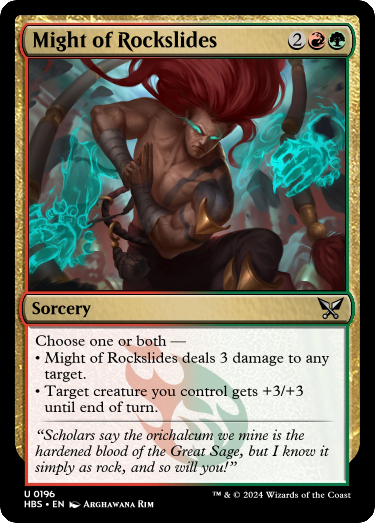 Might of Rockslides 2
Sorcery
Choose one or both —
• Might of Rockslides deals 3 damage to any
target.
• Target creature you control gets +3/+3
until end of turn.
“Scholars say the orichalcum we mine is the
hardened blood of the Great Sage, but I know it
simply as rock, and so will you!”
U 0196
HBS • EN Arghawana Rim
™ & © 2024 Wizards of the Coast